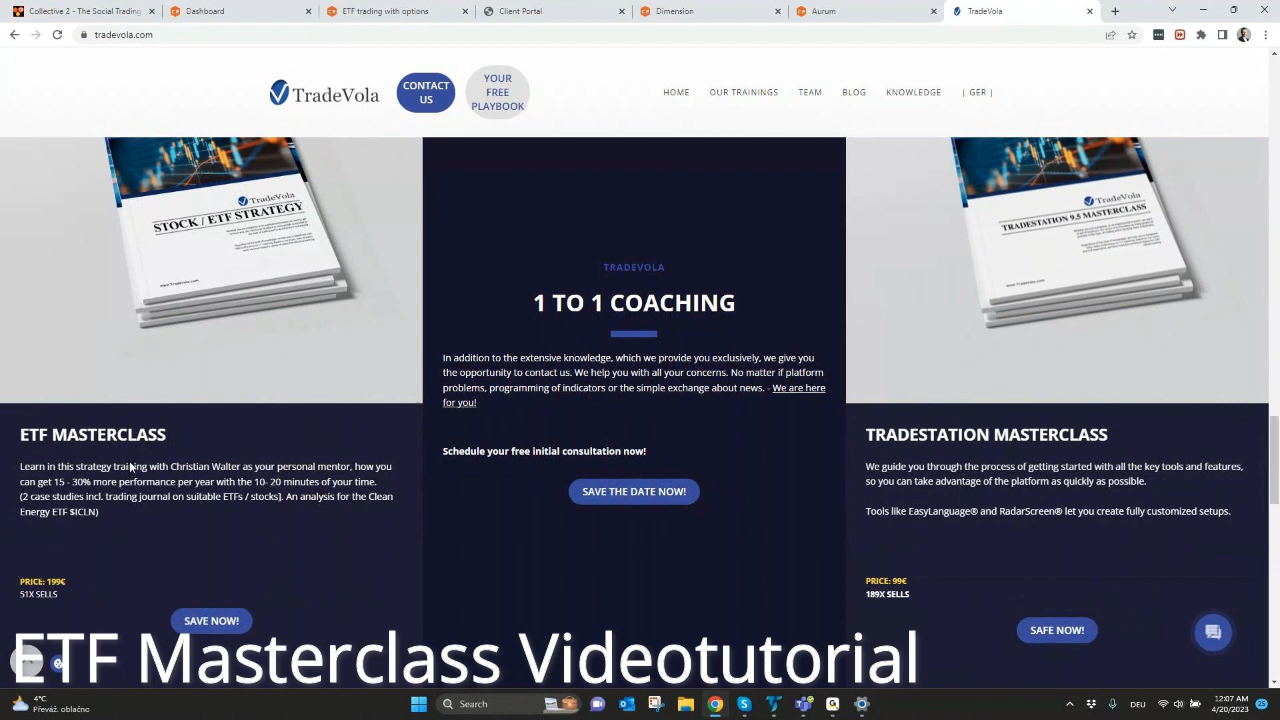 Collective 2 - The Social Trading
Dashboard
ETF trading with options
Client Portal
Dimension
Aurum
TradeVola
tradevola.com
TradeVola
CONTACT
US
YOUR
FREE
PLAYBOOK
HOME
OUR TRAININGS
TEAM
BLOG
KNOWLEDGE
| GER |
TradeVola
STOCK / ETF STRATEGY
www.TradeVola.com
TRADEVOLA
1 TO 1 COACHING
In addition to the extensive knowledge, which we provide you exclusively, we give you
the opportunity to contact us. We help you with all your concerns. No matter if platform
problems, programming of indicators or the simple exchange about news. - We are here
for you!
Schedule your free initial consultation now!
SAVE THE DATE NOW!
TradeVola
TRADESTATION 9.5 MASTERCLASS
www.TradeVola.com
ETF MASTERCLASS
Learn in this strategy training with Christian Walter as your personal mentor, how you
can get 15 - 30% more performance per year with the 10- 20 minutes of your time.
(2 case studies incl. trading journal on suitable ETFs / stocks]. An analysis for the Clean
Energy ETF $ICLN)
PRICE: 199€
51X SELLS
SAVE NOW!
TRADESTATION MASTERCLASS
We guide you through the process of getting started with all the key tools and features,
so you can take advantage of the platform as quickly as possible.
Tools like EasyLanguage® and RadarScreen® let you create fully customized setups.
PRICE: 99€
189X SELLS
SAFE NOW!
ETF Masterclass Videotutorial
4°C
Převáž. oblačno
Search
DEU
12:07 AM
4/20/2023
25